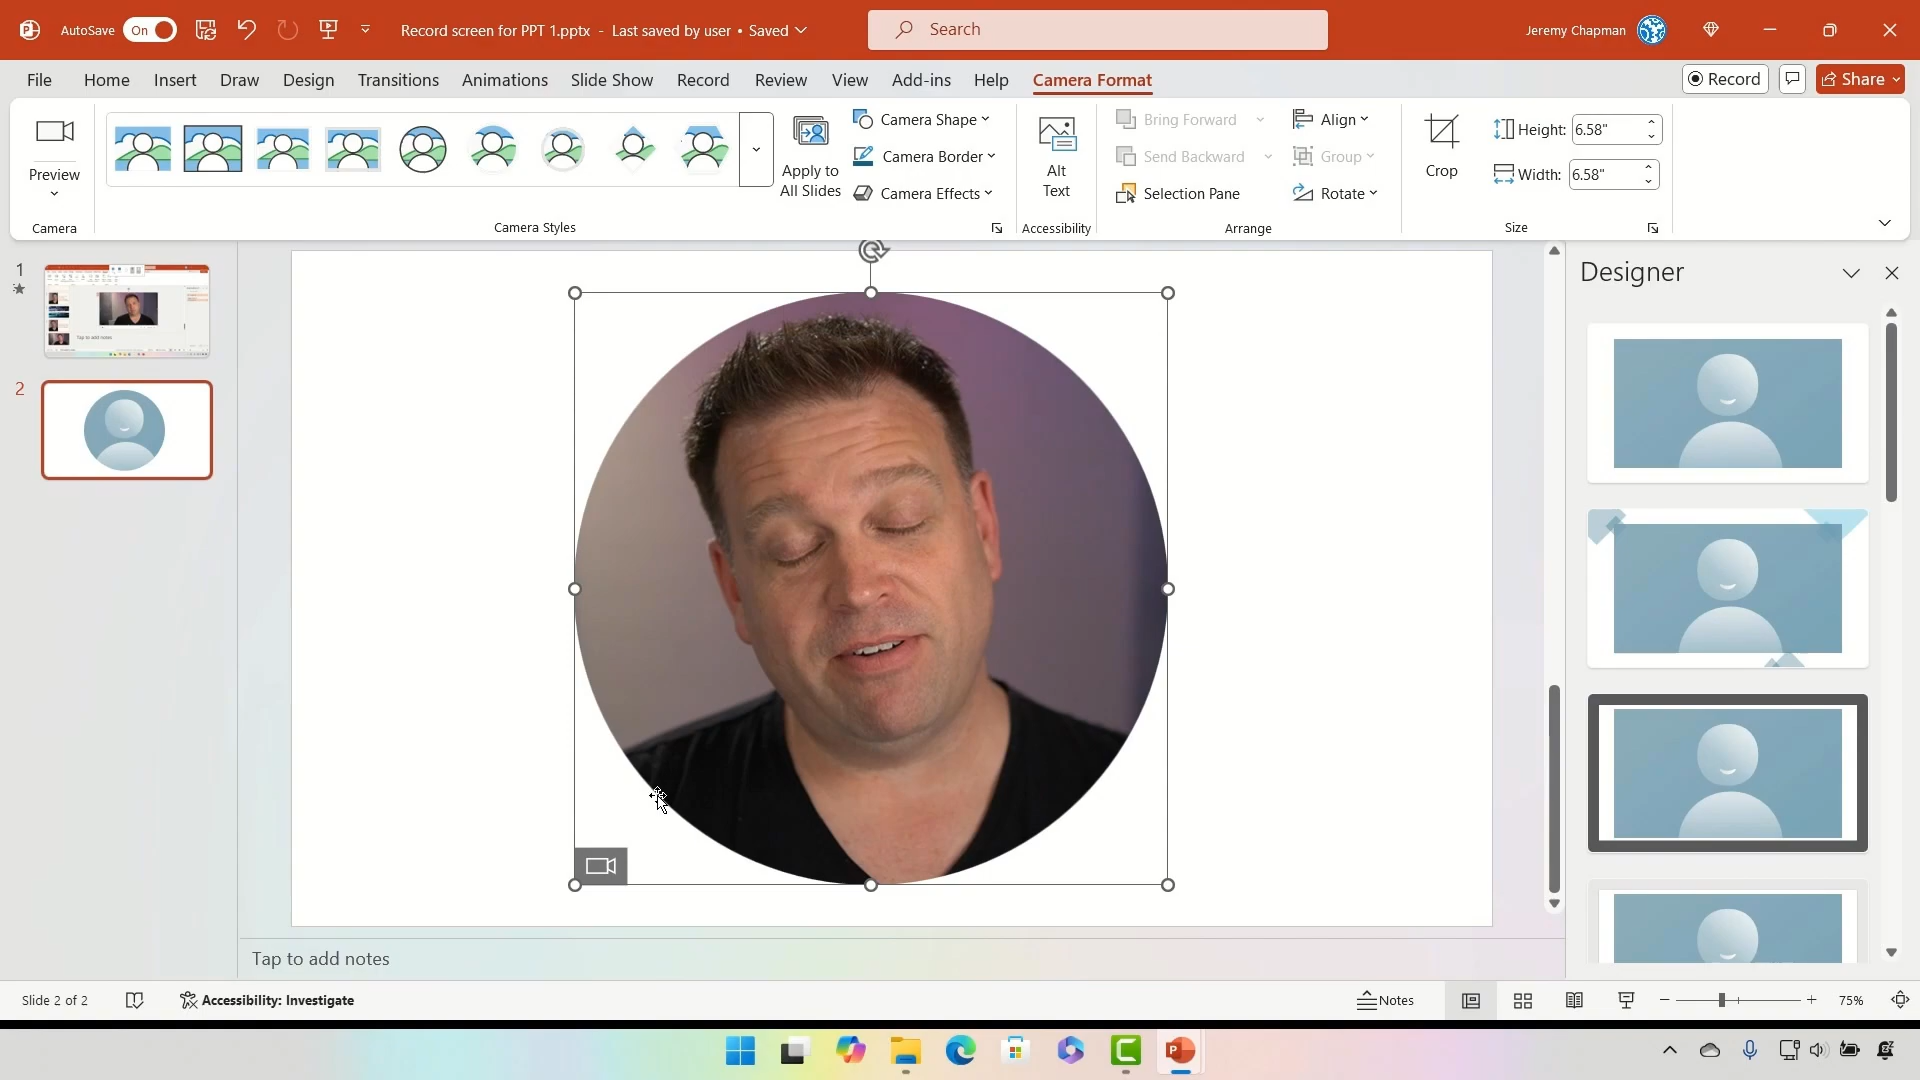 AutoSave On Record screen for PPT 1.pptx - Last saved by user • Saved Search Jeremy Chapman
File Home Insert Draw Design Transitions Animations Slide Show Record Review View Add-ins Help Camera Format Record Share
Preview
Camera
Apply to
All Slides
Camera Shape
Camera Border
Camera Effects
Camera Styles
Alt
Text
Accessibility
Bring Forward
Send Backward
Selection Pane
Align
Group
Rotate
Arrange
Crop
Height: 6.58"
Width: 6.58"
Size
1
2
Designer
Tap to add notes
Tap to add notes
Slide 2 of 2 Accessibility: Investigate Notes 75%